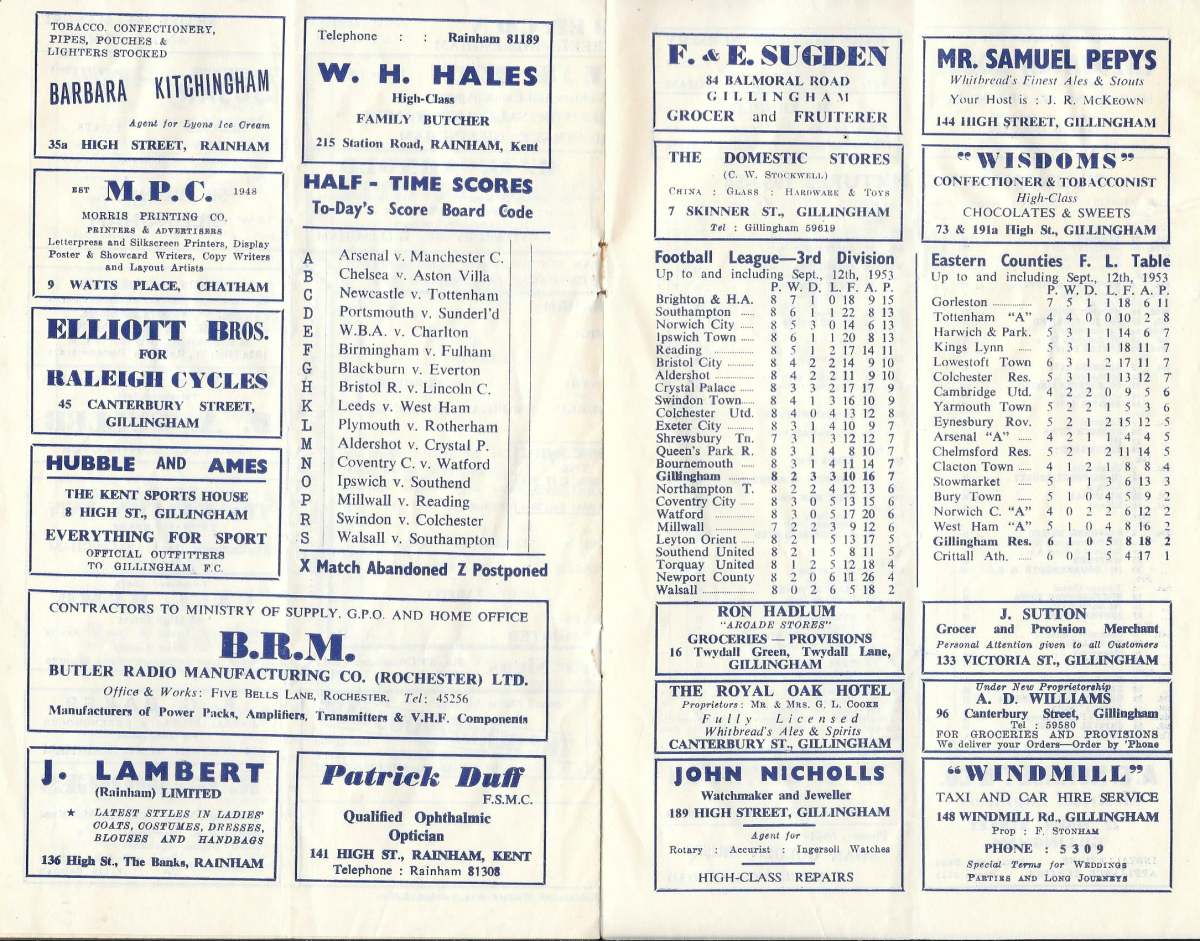 TOBACCO, CONFECTIONERY,
PIPES, POUCHES &
LIGHTERS STOCKED
BARBARA KITCHINGHAM
Agent for Lyons Ice Cream
35a HIGH STREET, RAINHAM
EST M.P.C. 1948
MORRIS PRINTING CO.
PRINTERS & ADVERTISERS
Letterpress and Silkscreen Printers, Display
Poster & Showcard Writers, Copy Writers
and Layout Artists
9 WATTS PLACE, CHATHAM
ELLIOTT BROS.
FOR
RALEIGH CYCLES
45 CANTERBURY STREET,
GILLINGHAM
HUBBLE AND AMES
THE KENT SPORTS HOUSE
8 HIGH ST., GILLINGHAM
EVERYTHING FOR SPORT
OFFICIAL OUTFITTERS
TO GILLINGHAM F.C.
Telephone : : Rainham 81189
W. H. HALES
High-Class
FAMILY BUTCHER
215 Station Road, RAINHAM, Kent
HALF - TIME SCORES
To-Day's Score Board Code
A Arsenal v. Manchester C.
B Chelsea v. Aston Villa
C Newcastle v. Tottenham
D Portsmouth v. Sunderl'd
E W.B.A. v. Charlton
F Birmingham v. Fulham
G Blackburn v. Everton
H Bristol R. v. Lincoln C.
K Leeds v. West Ham
L Plymouth v. Rotherham
M Aldershot v. Crystal P.
N Coventry C. v. Watford
O Ipswich v. Southend
P Millwall v. Reading
R Swindon v. Colchester
S Walsall v. Southampton
X Match Abandoned Z Postponed
CONTRACTORS TO MINISTRY OF SUPPLY. G.P.O. AND HOME OFFICE
B.R.M.
BUTLER RADIO MANUFACTURING CO. (ROCHESTER) LTD.
Office & Works: FIVE BELLS LANE, ROCHESTER. Tel: 45256
Manufacturers of Power Packs, Amplifiers, Transmitters & V.H.F. Components
J. LAMBERT
(Rainham) LIMITED
★ LATEST STYLES IN LADIES'
COATS, COSTUMES, DRESSES,
BLOUSES AND HANDBAGS
136 High St., The Banks, RAINHAM
Patrick Duff
F.S.M.C.
Qualified Ophthalmic
Optician
141 HIGH ST., RAINHAM, KENT
Telephone : Rainham 81308
F. & E. SUGDEN
84 BALMORAL ROAD
GILLINGHAM
GROCER and FRUITERER
MR. SAMUEL PEPYS
Whitbread's Finest Ales & Stouts
Your Host is : J. R. MCKEOWN
144 HIGH STREET, GILLINGHAM
THE DOMESTIC STORES
(C. W. STOCKWELL)
CHINA : GLASS : HARDWARE & TOYS
7 SKINNER ST., GILLINGHAM
Tel : Gillingham 59619
"WISDOMS"
CONFECTIONER & TOBACCONIST
High-Class
CHOCOLATES & SWEETS
73 & 191a High St., GILLINGHAM
Football League—3rd Division
Up to and including Sept., 12th, 1953
P. W. D. L. F. A. P.
Brighton & H.A. 8 7 1 0 18 9 15
Southampton 8 6 1 1 22 8 13
Norwich City 8 5 3 0 14 6 13
Ipswich Town 8 6 1 1 20 8 13
Reading 8 5 1 2 17 14 11
Bristol City 8 4 2 2 14 9 10
Aldershot 8 4 2 2 11 9 10
Crystal Palace 8 3 3 2 17 17 9
Swindon Town 8 4 1 3 16 10 9
Colchester Utd. 8 4 0 4 13 12 8
Exeter City 8 3 1 4 10 9 7
Shrewsbury Tn. 7 3 1 3 12 12 7
Queen's Park R. 8 3 1 4 8 10 7
Bournemouth 8 3 1 4 11 14 7
Gillingham 8 2 3 3 10 16 7
Northampton T. 8 2 2 4 12 13 6
Coventry City 8 3 0 5 13 15 6
Watford 8 3 0 5 17 20 6
Millwall 7 2 2 3 9 12 6
Leyton Orient 8 2 1 5 13 17 5
Southend United 8 2 1 5 8 11 5
Torquay United 8 1 2 5 12 18 4
Newport County 8 2 0 6 11 26 4
Walsall 8 0 2 6 5 18 2
Eastern Counties F. L. Table
Up to and including Sept., 12th, 1953
P. W. D. L. F. A. P.
Gorleston 7 5 1 1 18 6 11
Tottenham "A" 4 4 0 0 10 2 8
Harwich & Park. 5 3 1 1 14 6 7
Kings Lynn 5 3 1 1 18 11 7
Lowestoft Town 6 3 1 2 17 11 7
Colchester Res. 5 3 1 1 13 12 7
Cambridge Utd. 4 2 2 0 9 5 6
Yarmouth Town 5 2 2 1 5 3 6
Eynesbury Rov. 5 2 1 2 15 12 5
Arsenal "A" 4 2 1 1 4 4 5
Chelmsford Res. 5 2 1 2 11 14 5
Clacton Town 4 1 2 1 8 8 4
Stowmarket 5 1 1 3 6 13 3
Bury Town 5 1 0 4 5 9 2
Norwich C. "A" 4 0 2 2 6 12 2
West Ham "A" 5 1 0 4 8 16 2
Gillingham Res. 6 1 0 5 8 18 2
Crittall Ath. 6 0 1 5 4 17 1
RON HADLUM
"ARCADE STORES"
GROCERIES — PROVISIONS
16 Twydall Green, Twydall Lane,
GILLINGHAM
J. SUTTON
Grocer and Provision Merchant
Personal Attention given to all Customers
133 VICTORIA ST., GILLINGHAM
THE ROYAL OAK HOTEL
Proprietors: MR. & MRS. G. L. COOKE
Fully Licensed
Whitbread's Ales & Spirits
CANTERBURY ST., GILLINGHAM
Under New Proprietorship
A. D. WILLIAMS
96 Canterbury Street, Gillingham
Tel : 59580
FOR GROCERIES AND PROVISIONS
We deliver your Orders—Order by 'Phone
JOHN NICHOLLS
Watchmaker and Jeweller
189 HIGH STREET, GILLINGHAM
Agent for
Rotary : Accurist : Ingersoll Watches
HIGH-CLASS REPAIRS
"WINDMILL"
TAXI AND CAR HIRE SERVICE
148 WINDMILL Rd., GILLINGHAM
Prop : F. STONHAM
PHONE : 5309
Special Terms for WEDDINGS
PARTIES AND LONG JOURNEYS